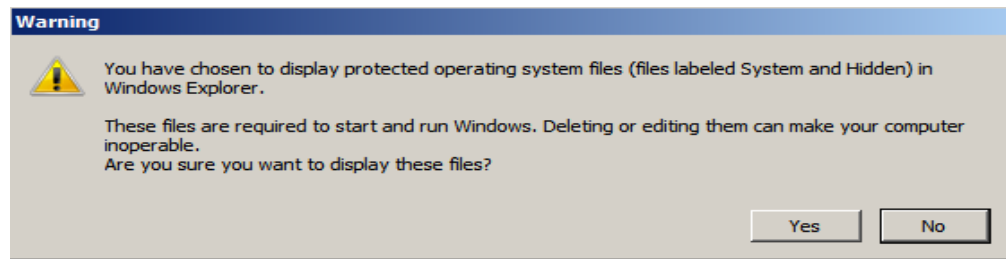 Warning
You have chosen to display protected operating system files (files labeled System and Hidden) in
Windows Explorer.
These files are required to start and run Windows. Deleting or editing them can make your computer
inoperable.
Are you sure you want to display these files?
Yes No